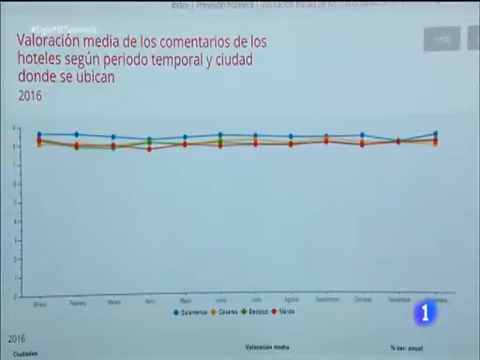 Valoración media de los comentarios de los
hoteles según periodo temporal y ciudad
donde se ubican
2016
Enero
Febrero
Marzo
Abril
Mayo
Junio
Julio
Agosto
Septiembre
Octubre
Noviembre
Salamanca
Cáceres
Badajoz
Mérida
1
2016
Ciudades
Valoración media
% var. anual